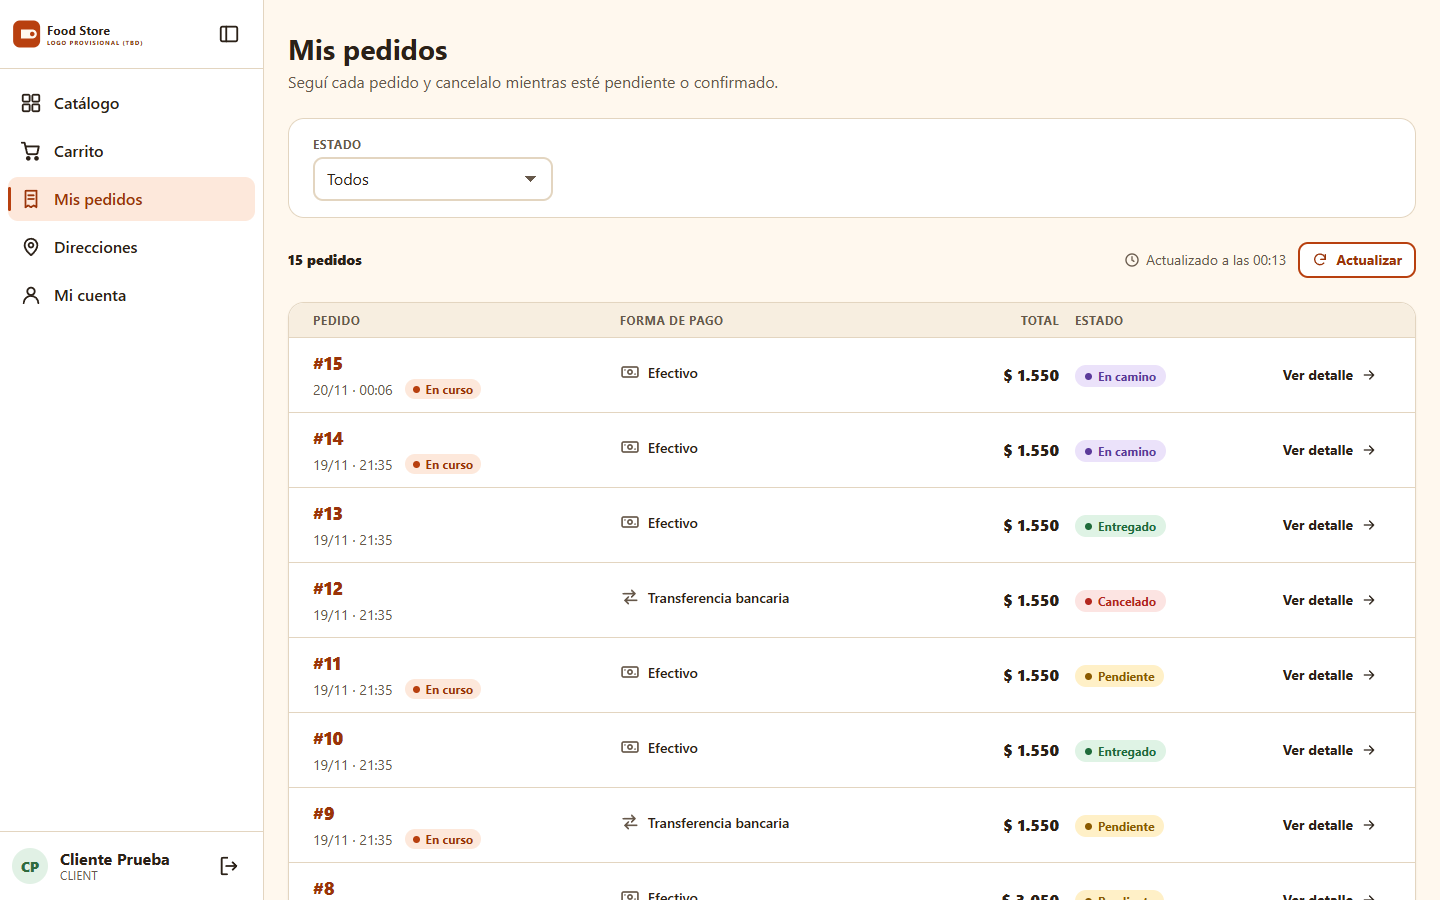 Food Store
LOGO PROVISIONAL (TBD)
Catálogo
Carrito
Mis pedidos
Direcciones
Mi cuenta
Cliente Prueba
CP
CLIENT
Mis pedidos
Seguí cada pedido y cancelalo mientras esté pendiente o confirmado.
ESTADO
Todos
15 pedidos
Actualizado a las 00:13
Actualizar
PEDIDO FORMA DE PAGO TOTAL ESTADO
#15
20/11 · 00:06 En curso Efectivo $ 1.550 En camino Ver detalle
#14
19/11 · 21:35 En curso Efectivo $ 1.550 En camino Ver detalle
#13
19/11 · 21:35 Efectivo $ 1.550 Entregado Ver detalle
#12
19/11 · 21:35 Transferencia bancaria $ 1.550 Cancelado Ver detalle
#11
19/11 · 21:35 En curso Efectivo $ 1.550 Pendiente Ver detalle
#10
19/11 · 21:35 Efectivo $ 1.550 Entregado Ver detalle
#9
19/11 · 21:35 En curso Transferencia bancaria $ 1.550 Pendiente Ver detalle
#8
Efectivo $ 3.050 Pendiente Ver detalle